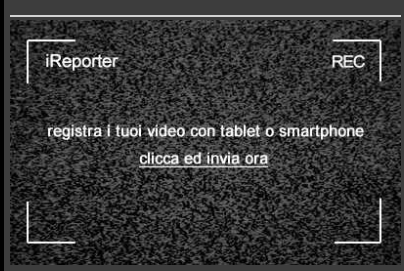 iReporter
REC
registra i tuoi video con tablet o smartphone
clicca ed invia ora